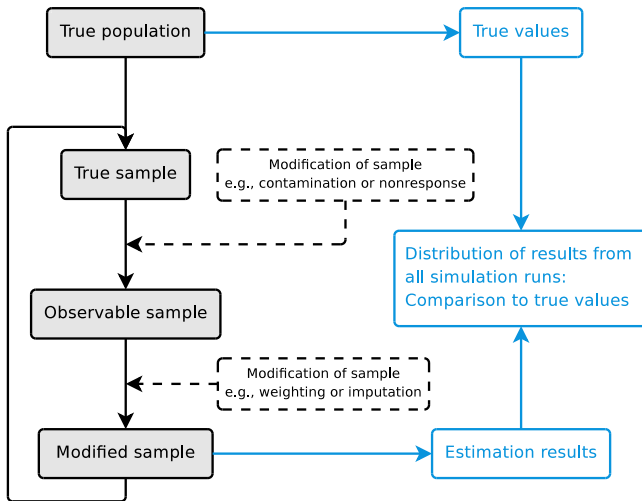 True population
True values
True sample
Modification of sample
e.g., contamination or nonresponse
Distribution of results from
all simulation runs:
Comparison to true values
Observable sample
Modification of sample
e.g., weighting or imputation
Modified sample
Estimation results